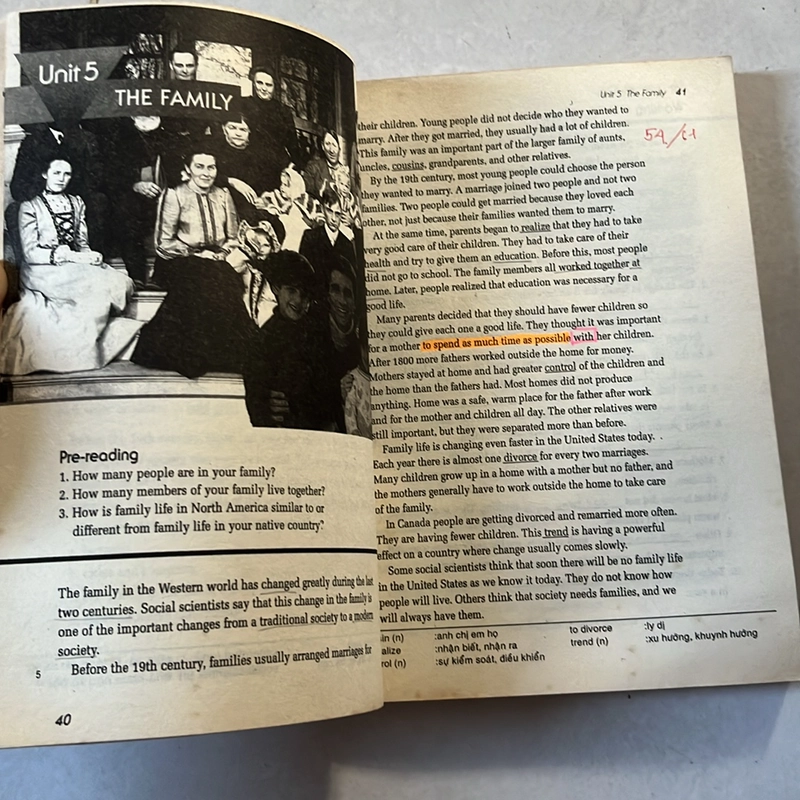 Unit 5
THE FAMILY
Pre-reading
1. How many people are in your family?
2. How many members of your family live together?
3. How is family life in North America similar to or
different from family life in your native country?
The family in the Western world has changed greatly during the last
two centuries. Social scientists say that this change in the family is
one of the important changes from a traditional society to a modern
society.
5 Before the 19th century, families usually arranged marriages for
40
Unit 5 The Family 41
their children. Young people did not decide who they wanted to
marry. After they got married, they usually had a lot of children.
This family was an important part of the larger family of aunts,
uncles, cousins, grandparents, and other relatives.
By the 19th century, most young people could choose the person
they wanted to marry. A marriage joined two people and not two
families. Two people could get married because they loved each
other, not just because their families wanted them to marry.
At the same time, parents began to realize that they had to take
very good care of their children. They had to take care of their
health and try to give them an education. Before this, most people
did not go to school. The family members all worked together at
home. Later, people realized that education was necessary for a
good life.
Many parents decided that they should have fewer children so
they could give each one a good life. They thought it was important
for a mother to spend as much time as possible with her children.
After 1800 more fathers worked outside the home for money.
Mothers stayed at home and had greater control of the children and
the home than the fathers had. Most homes did not produce
anything. Home was a safe, warm place for the father after work
and for the mother and children all day. The other relatives were
still important, but they were separated more than before.
Family life is changing even faster in the United States today.
Each year there is almost one divorce for every two marriages.
Many children grow up in a home with a mother but no father, and
the mothers generally have to work outside the home to take care
of the family.
In Canada people are getting divorced and remarried more often.
They are having fewer children. This trend is having a powerful
effect on a country where change usually comes slowly.
Some social scientists think that soon there will be no family life
in the United States as we know it today. They do not know how
people will live. Others think that society needs families, and we
will always have them.
in (n) :anh chị em họ to divorce :ly dị
alize :nhận biết, nhận ra trend (n) :xu hướng, khuynh hướng
rol (n) :sự kiểm soát, điều khiển